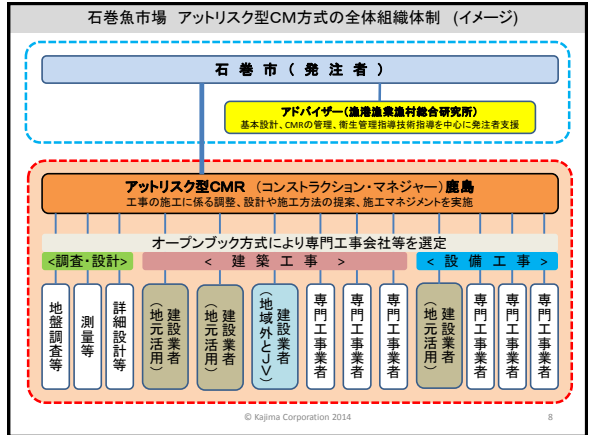 石巻魚市場 アットリスク型CM方式の全体組織体制 (イメージ)
石 巻 市 ( 発 注 者 )
アドバイザー(漁港漁業漁村総合研究所)
基本設計、CMRの管理、衛生管理指導技術指導を中心に発注者支援
アットリスク型CMR (コンストラクション・マネジャー)鹿島
工事の施工に係る調整、設計や施工方法の提案、施工マネジメントを実施
オープンブック方式により専門工事会社等を選定
<調査・設計>
< 建 築 工 事 >
< 設 備 工 事 >
地盤調査等
測量等
詳細設計等
建設業者
(地元活用)
建設業者
(地元活用)
建設業者
(地域外とJV)
専門工事業者
専門工事業者
専門工事業者
建設業者
(地元活用)
専門工事業者
専門工事業者
専門工事業者
© Kajima Corporation 2014
8